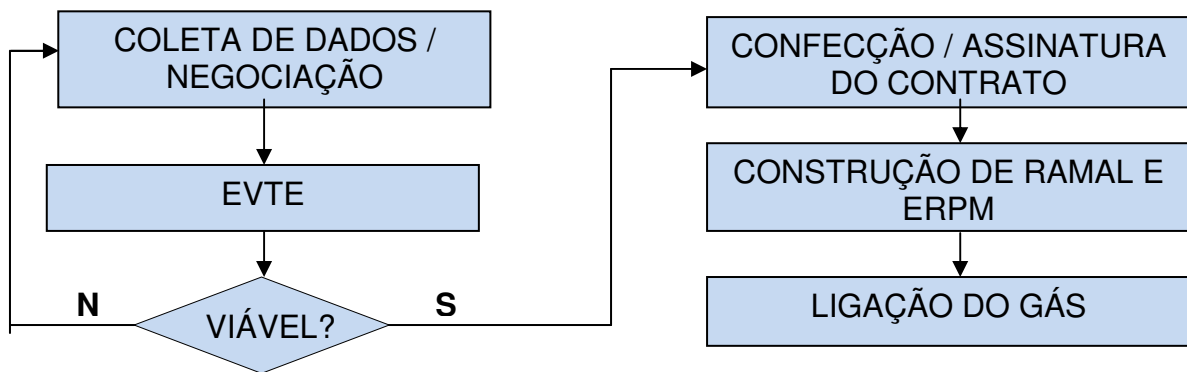 COLETA DE DADOS /
NEGOCIAÇÃO
EVTE
N
VIÁVEL?
S
CONFECÇÃO / ASSINATURA
DO CONTRATO
CONSTRUÇÃO DE RAMAL E
ERPM
LIGAÇÃO DO GÁS